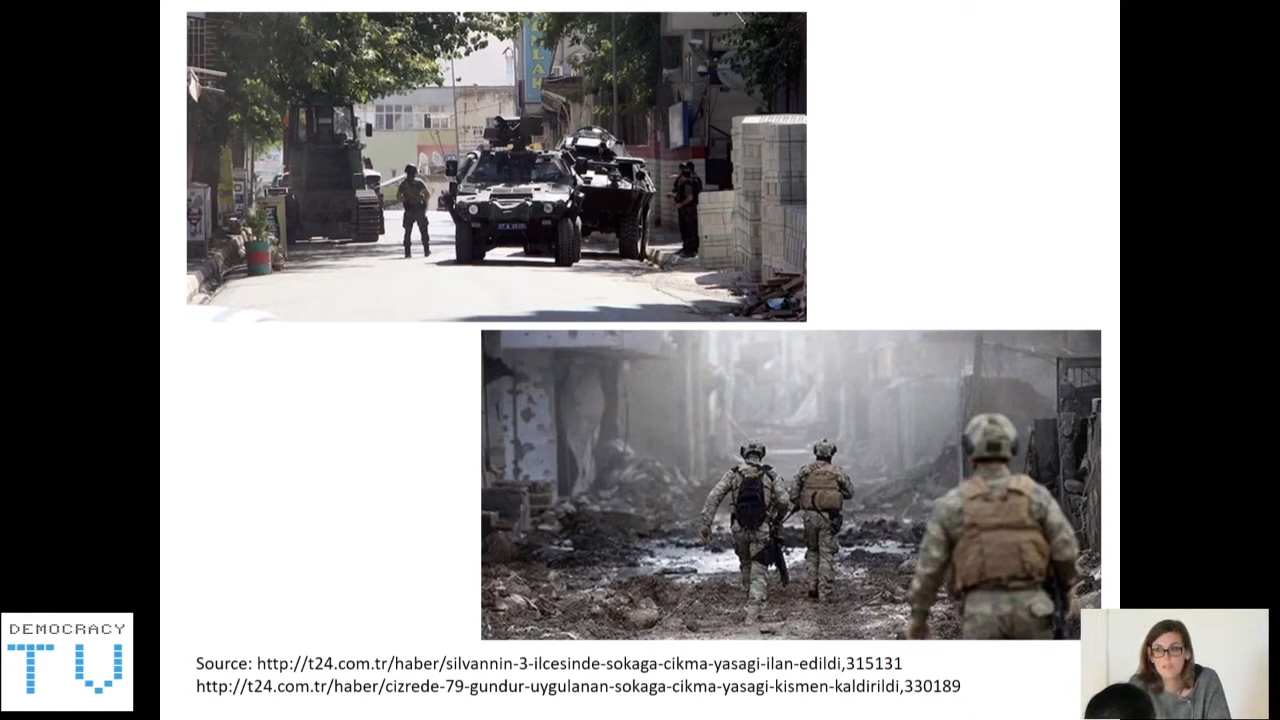 DEMOCRACY
TV
Source: http://t24.com.tr/haber/silvannin-3-ilcesinde-sokaga-cikma-yasagi-ilan-edildi,315131
http://t24.com.tr/haber/cizrede-79-gundur-uygulanan-sokaga-cikma-yasagi-kismen-kaldirildi,330189